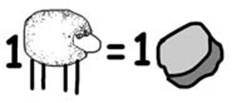 1 = 1